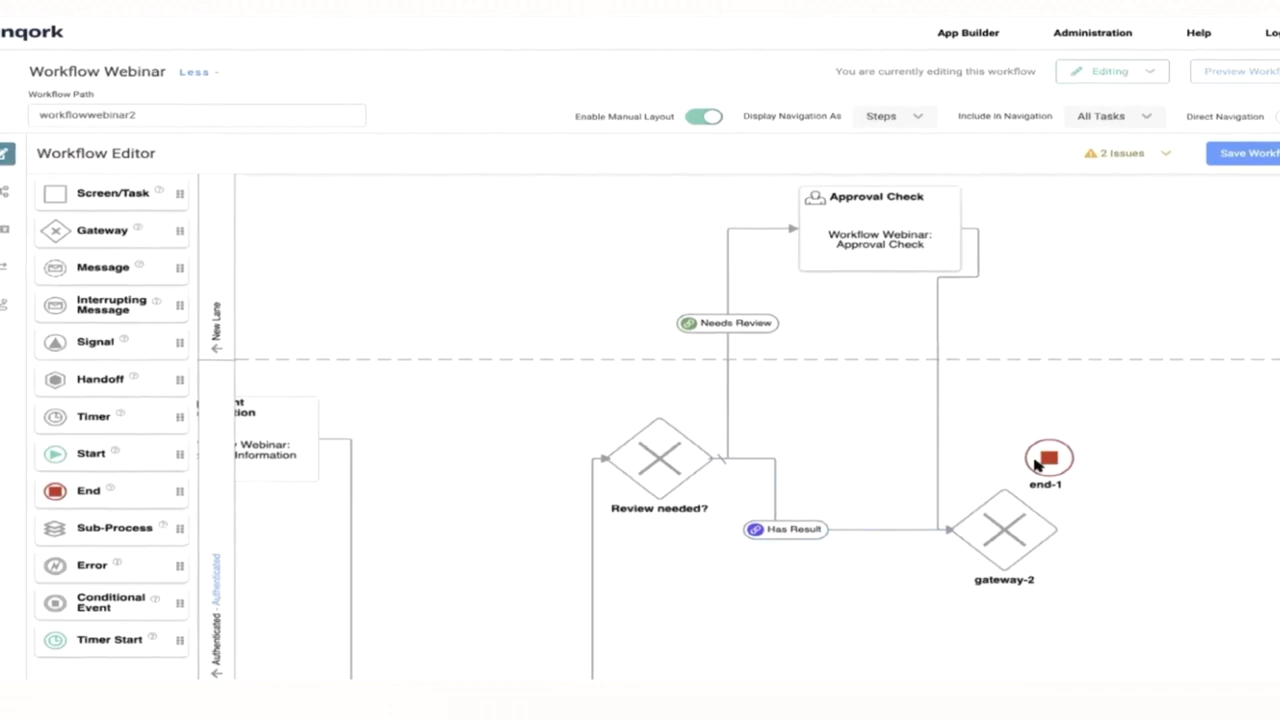 nqork
App Builder
Administration
Help
Workflow Webinar
Less -
You are currently editing this workflow
Editing
Preview
Workflow Path
workflowwebinar2
Enable Manual Layout
Display Navigation As
Steps
Include In Navigation
All Tasks
Direct Navigation
Workflow Editor
2 Issues
Save
Screen/Task
Gateway
Message
Interrupting
Message
Signal
Handoff
Timer
Start
End
Sub-Process
Error
Conditional
Event
Timer Start
New Lane
Authenticated - Authenticated
Webinar:
Information
Approval Check
Workflow Webinar:
Approval Check
Needs Review
Review needed?
Has Result
end-1
gateway-2